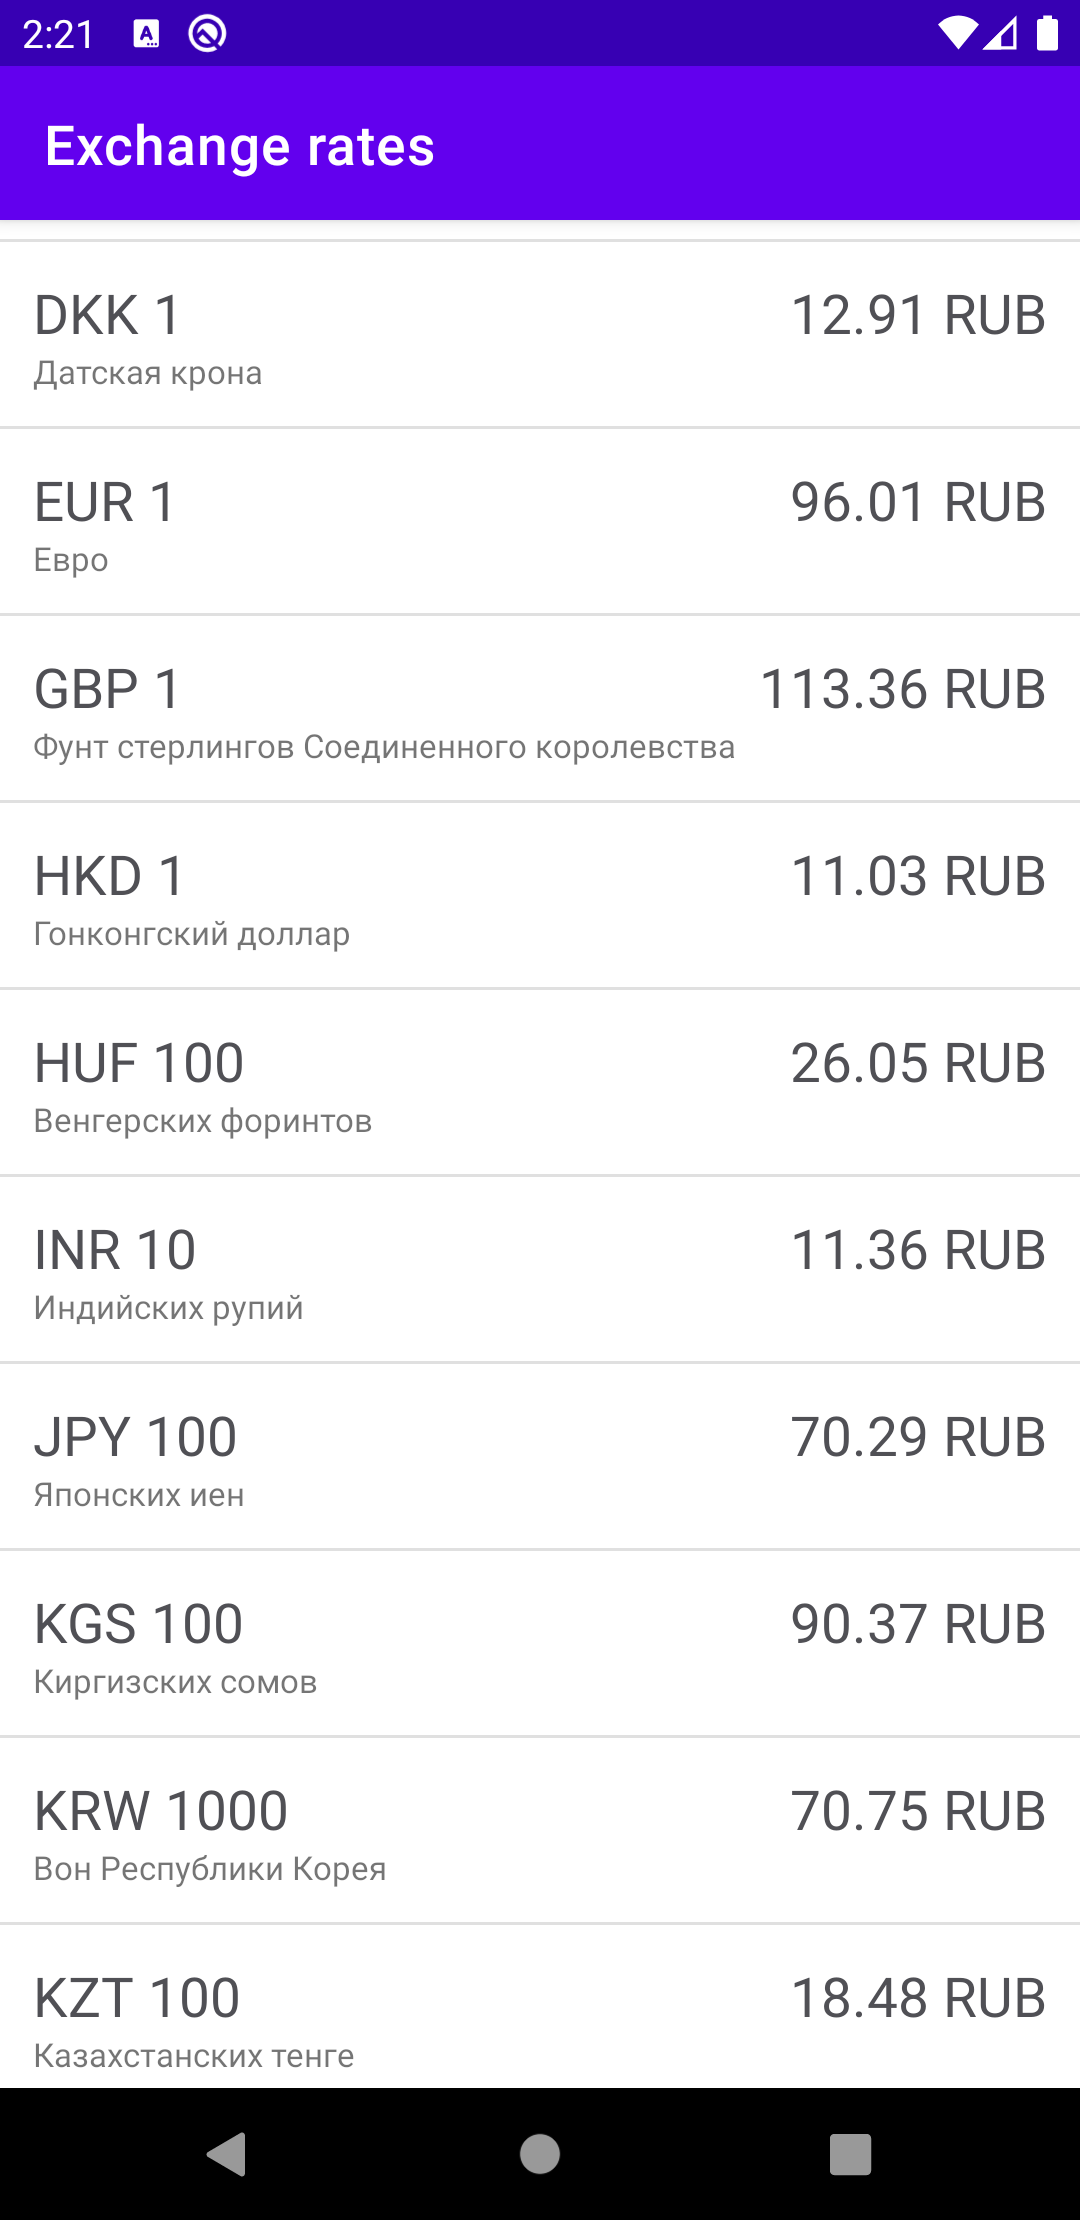 2:21
Exchange rates
DKK 1 12.91 RUB
Датская крона
EUR 1 96.01 RUB
Евро
GBP 1 113.36 RUB
Фунт стерлингов Соединенного королевства
HKD 1 11.03 RUB
Гонконгский доллар
HUF 100 26.05 RUB
Венгерских форинтов
INR 10 11.36 RUB
Индийских рупий
JPY 100 70.29 RUB
Японских иен
KGS 100 90.37 RUB
Киргизских сомов
KRW 1000 70.75 RUB
Вон Республики Корея
KZT 100 18.48 RUB
Казахстанских тенге